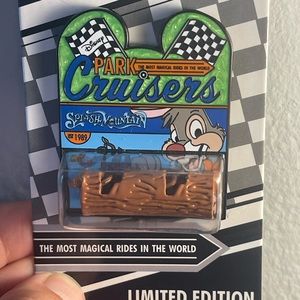 Disney
PARK
THE MOST MAGICAL RIDES IN THE WORLD
Cruisers
Splash Mountain
EST 1989
THE MOST MAGICAL RIDES IN THE WORLD
LIMITED EDITION